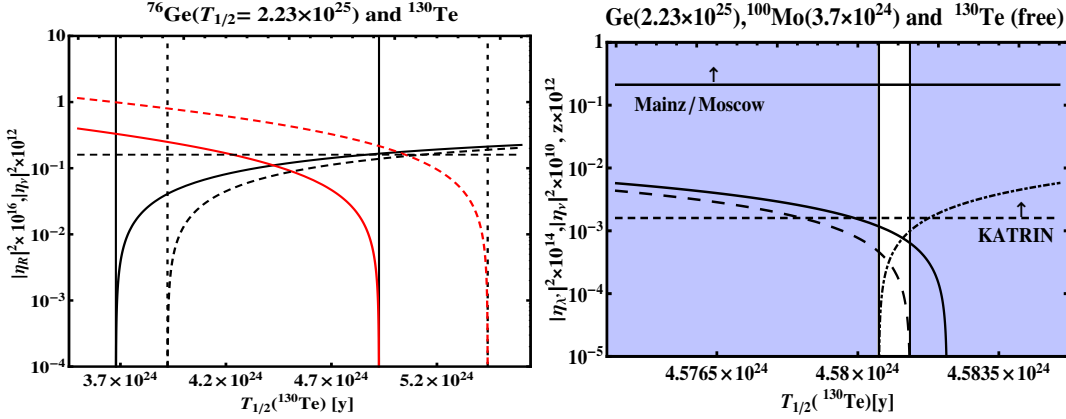 ⁷⁶Ge(T₁/₂= 2.23×10²⁵) and ¹³⁰Te
|η_R|²×10¹⁶,|η_ν|²×10¹²
10
1
0.1
10⁻¹
10⁻²
10⁻³
10⁻⁴
3.7×10²⁴
4.2×10²⁴
4.7×10²⁴
5.2×10²⁴
T₁/₂(¹³⁰Te) [y]
Ge(2.23×10²⁵),¹⁰⁰Mo(3.7×10²⁴) and ¹³⁰Te (free)
|η_λ'|²×10¹⁴,|η_ν|²×10¹⁰, z×10¹²
1
10⁻¹
10⁻²
10⁻³
10⁻⁴
10⁻⁵
↑
Mainz/Moscow
↑
KATRIN
4.5765×10²⁴
4.58×10²⁴
4.5835×10²⁴
T₁/₂( ¹³⁰Te)[y]